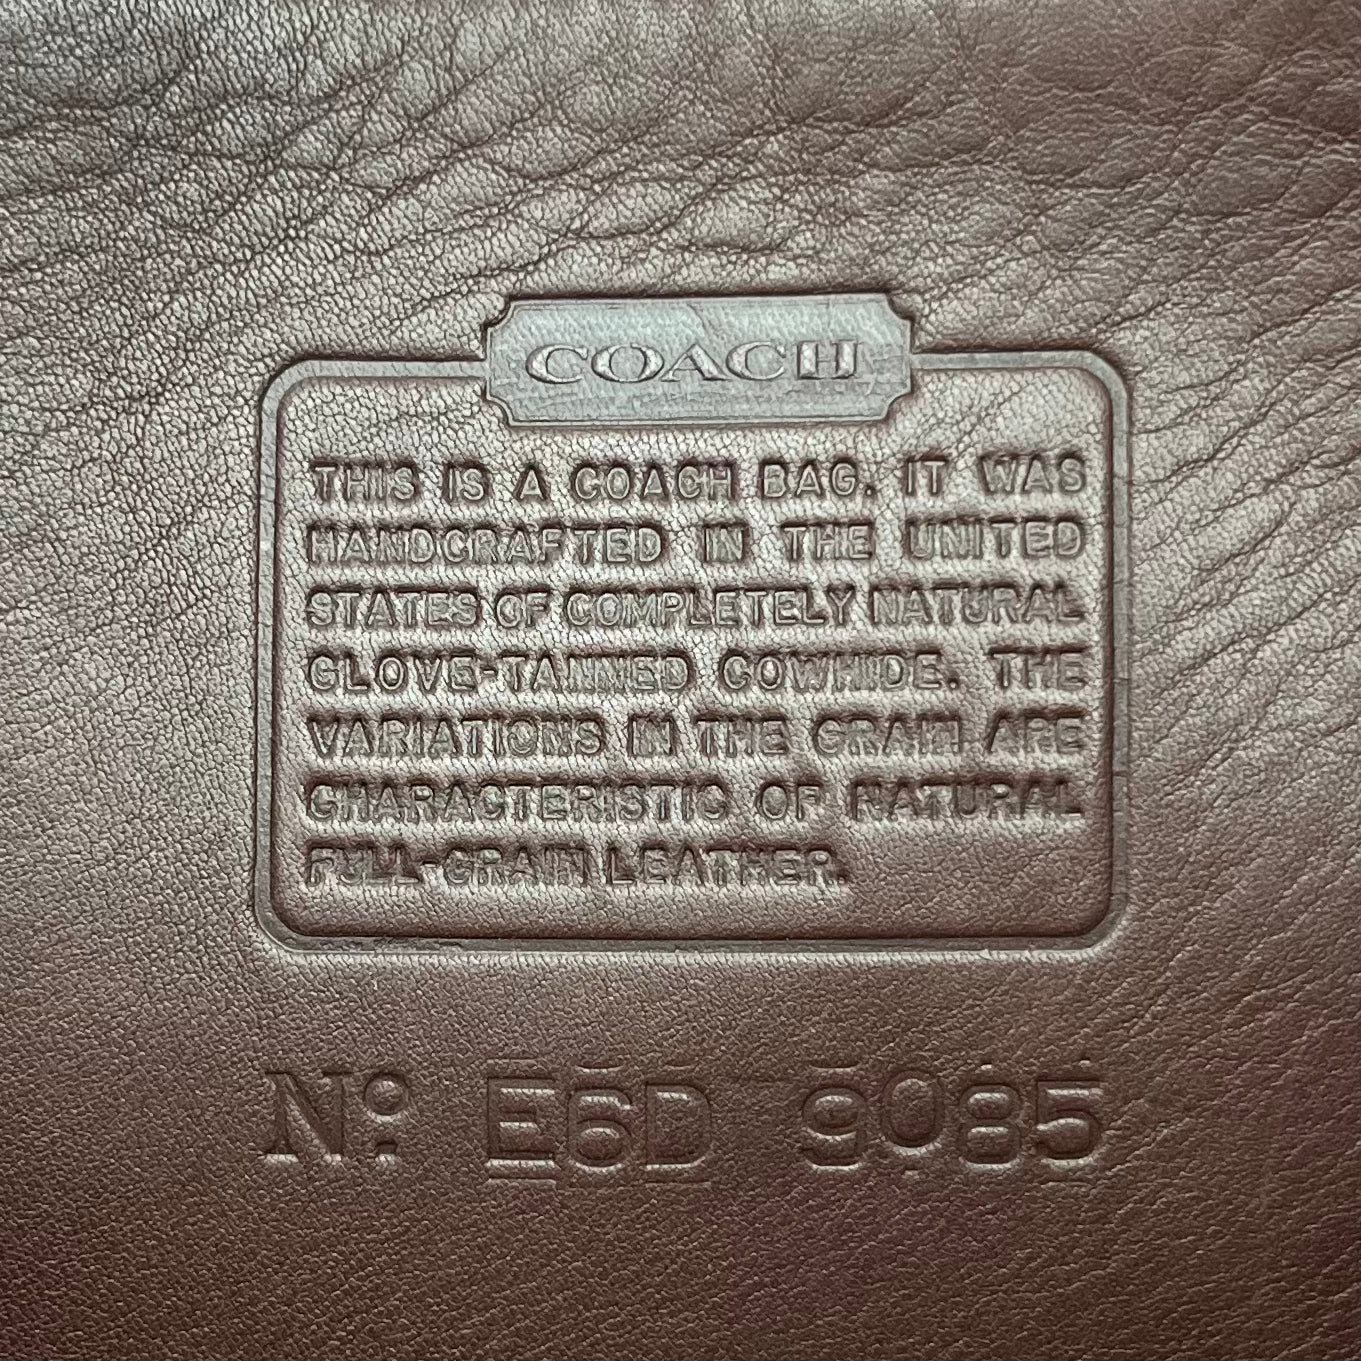 COACH
THIS IS A COACH BAG. IT WAS
HANDCRAFTED IN THE UNITED
STATES OF COMPLETELY NATURAL
GLOVE-TANNED COWHIDE. THE
VARIATIONS IN THE GRAIN ARE
CHARACTERISTIC OF NATURAL
FULL-GRAIN LEATHER.
No. E6D 9085